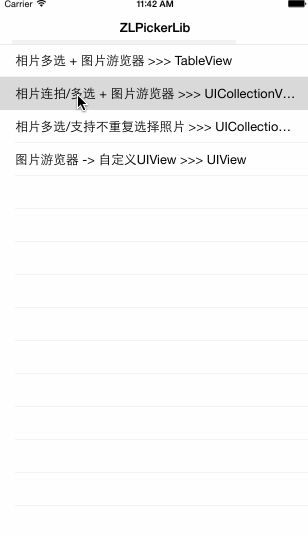 Carrier 11:42 AM
ZLPickerLib
相片多选 + 图片游览器 >>> TableView
相片连拍/多选 + 图片游览器 >>> UICollectionV...
相片多选/支持不重复选择照片 >>> UICollectio...
图片游览器 -> 自定义UIView >>> UIView